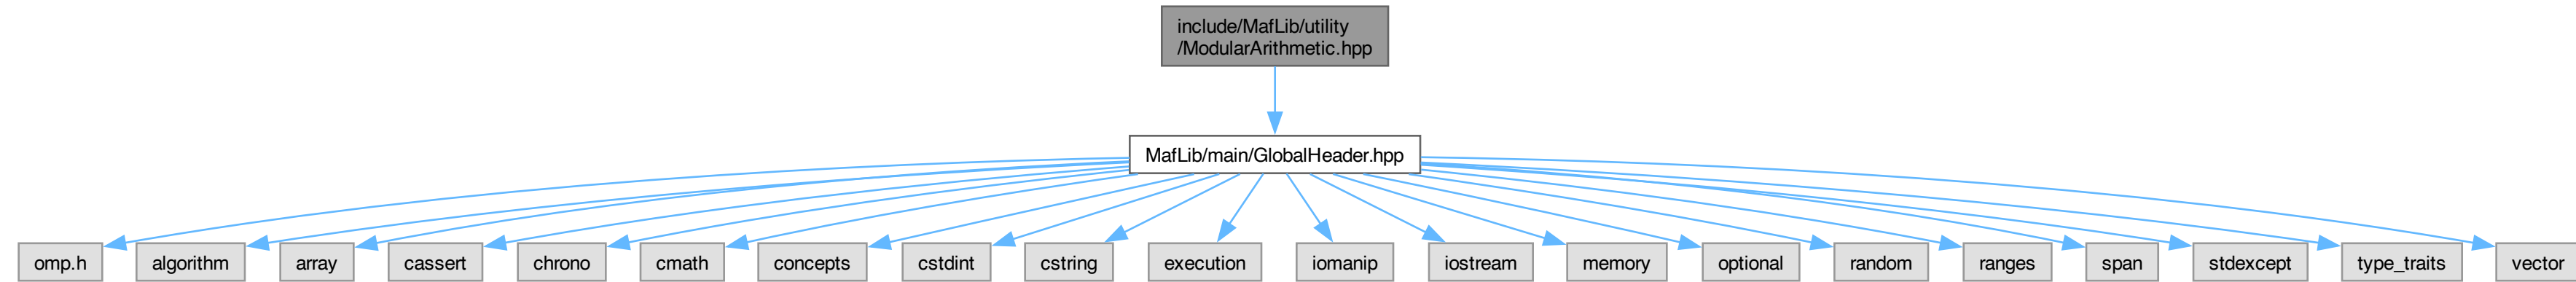 include/MafLib/utility
/ModularArithmetic.hpp
MafLib/main/GlobalHeader.hpp
omp.h
algorithm
array
cassert
chrono
cmath
concepts
cstdint
cstring
execution
iomanip
iostream
memory
optional
random
ranges
span
stdexcept
type_traits
vector